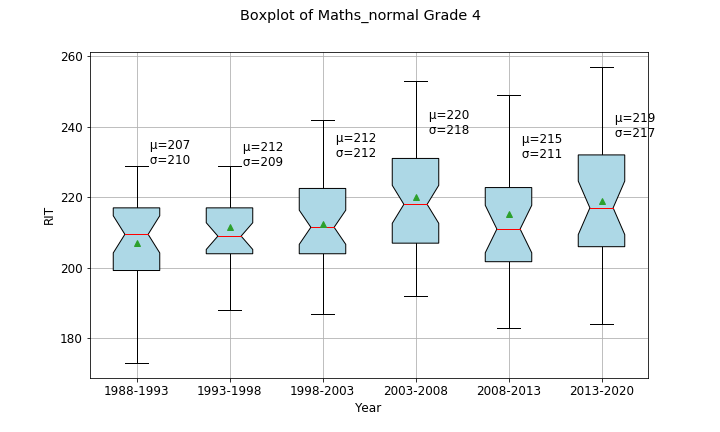 Boxplot of Maths_normal Grade 4
260
240
220
200
180
RIT
μ=207
σ=210
μ=212
σ=209
μ=212
σ=212
μ=220
σ=218
μ=215
σ=211
μ=219
σ=217
1988-1993 1993-1998 1998-2003 2003-2008 2008-2013 2013-2020
Year